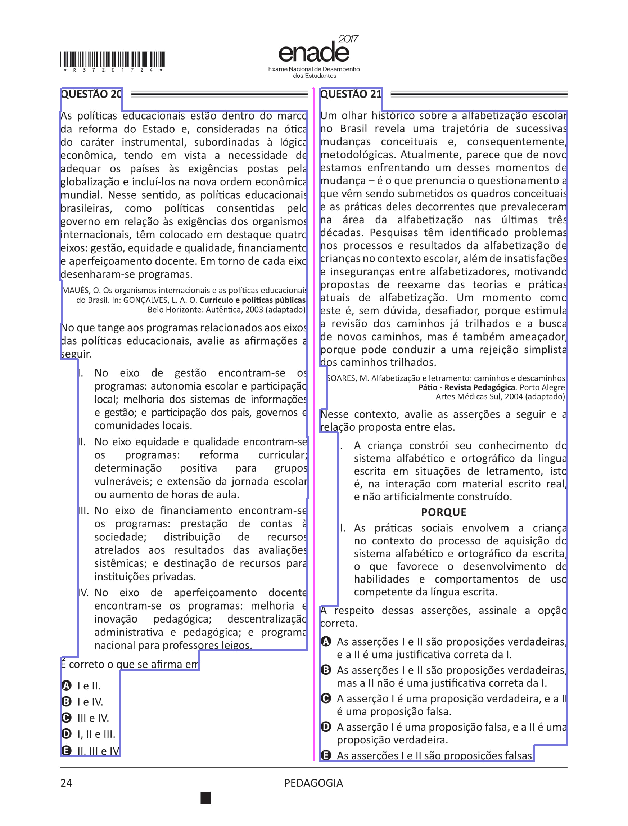 enade 2017
Exame Nacional de Desempenho
dos Estudantes
QUESTÃO 20
As políticas educacionais estão dentro do marco
da reforma do Estado e, consideradas na ótica
do caráter instrumental, subordinadas à lógica
econômica, tendo em vista a necessidade de
adequar os países às exigências postas pela
globalização e incluí-los na nova ordem econômica
mundial. Nesse sentido, as políticas educacionais
brasileiras, como políticas consentidas pelo
governo em relação às exigências dos organismos
internacionais, têm colocado em destaque quatro
eixos: gestão, equidade e qualidade, financiamento
e aperfeiçoamento docente. Em torno de cada eixo
desenharam-se programas.
MAUÉS, O. Os organismos internacionais e as políticas educacionais
do Brasil. In: GONÇALVES, L. A. O. Currículo e políticas públicas.
Belo Horizonte: Autêntica, 2003 (adaptado).
No que tange aos programas relacionados aos eixos
das políticas educacionais, avalie as afirmações a
seguir.
I. No eixo de gestão encontram-se os
programas: autonomia escolar e participação
local; melhoria dos sistemas de informações
e gestão; e participação dos pais, governos e
comunidades locais.
II. No eixo equidade e qualidade encontram-se
os programas: reforma curricular;
determinação positiva para grupos
vulneráveis; e extensão da jornada escolar
ou aumento de horas de aula.
III. No eixo de financiamento encontram-se
os programas: prestação de contas à
sociedade; distribuição de recursos
atrelados aos resultados das avaliações
sistêmicas; e destinação de recursos para
instituições privadas.
IV. No eixo de aperfeiçoamento docente
encontram-se os programas: melhoria e
inovação pedagógica; descentralização
administrativa e pedagógica; e programa
nacional para professores leigos.
É correto o que se afirma em
A I e II.
B I e IV.
C III e IV.
D I, II e III.
E II, III e IV.
QUESTÃO 21
Um olhar histórico sobre a alfabetização escolar
no Brasil revela uma trajetória de sucessivas
mudanças conceituais e, consequentemente,
metodológicas. Atualmente, parece que de novo
estamos enfrentando um desses momentos de
mudança – é o que prenuncia o questionamento a
que vêm sendo submetidos os quadros conceituais
e as práticas deles decorrentes que prevaleceram
na área da alfabetização nas últimas três
décadas. Pesquisas têm identificado problemas
nos processos e resultados da alfabetização de
crianças no contexto escolar, além de insatisfações
e inseguranças entre alfabetizadores, motivando
propostas de reexame das teorias e práticas
atuais de alfabetização. Um momento como
este é, sem dúvida, desafiador, porque estimula
a revisão dos caminhos já trilhados e a busca
de novos caminhos, mas é também ameaçador,
porque pode conduzir a uma rejeição simplista
dos caminhos trilhados.
SOARES, M. Alfabetização e letramento: caminhos e descaminhos.
Pátio - Revista Pedagógica. Porto Alegre:
Artes Médicas Sul, 2004 (adaptado).
Nesse contexto, avalie as asserções a seguir e a
relação proposta entre elas.
I. A criança constrói seu conhecimento do
sistema alfabético e ortográfico da língua
escrita em situações de letramento, isto
é, na interação com material escrito real,
e não artificialmente construído.
PORQUE
II. As práticas sociais envolvem a criança
no contexto do processo de aquisição do
sistema alfabético e ortográfico da escrita,
o que favorece o desenvolvimento de
habilidades e comportamentos de uso
competente da língua escrita.
A respeito dessas asserções, assinale a opção
correta.
A As asserções I e II são proposições verdadeiras,
e a II é uma justificativa correta da I.
B As asserções I e II são proposições verdadeiras,
mas a II não é uma justificativa correta da I.
C A asserção I é uma proposição verdadeira, e a II
é uma proposição falsa.
D A asserção I é uma proposição falsa, e a II é uma
proposição verdadeira.
E As asserções I e II são proposições falsas.
24
PEDAGOGIA